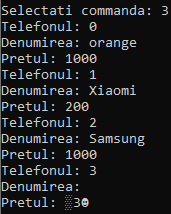 Selectati commanda: 3
Telefonul: 0
Denumirea: orange
Pretul: 1000
Telefonul: 1
Denumirea: Xiaomi
Pretul: 200
Telefonul: 2
Denumirea: Samsung
Pretul: 1000
Telefonul: 3
Denumirea:
Pretul: ░3☻